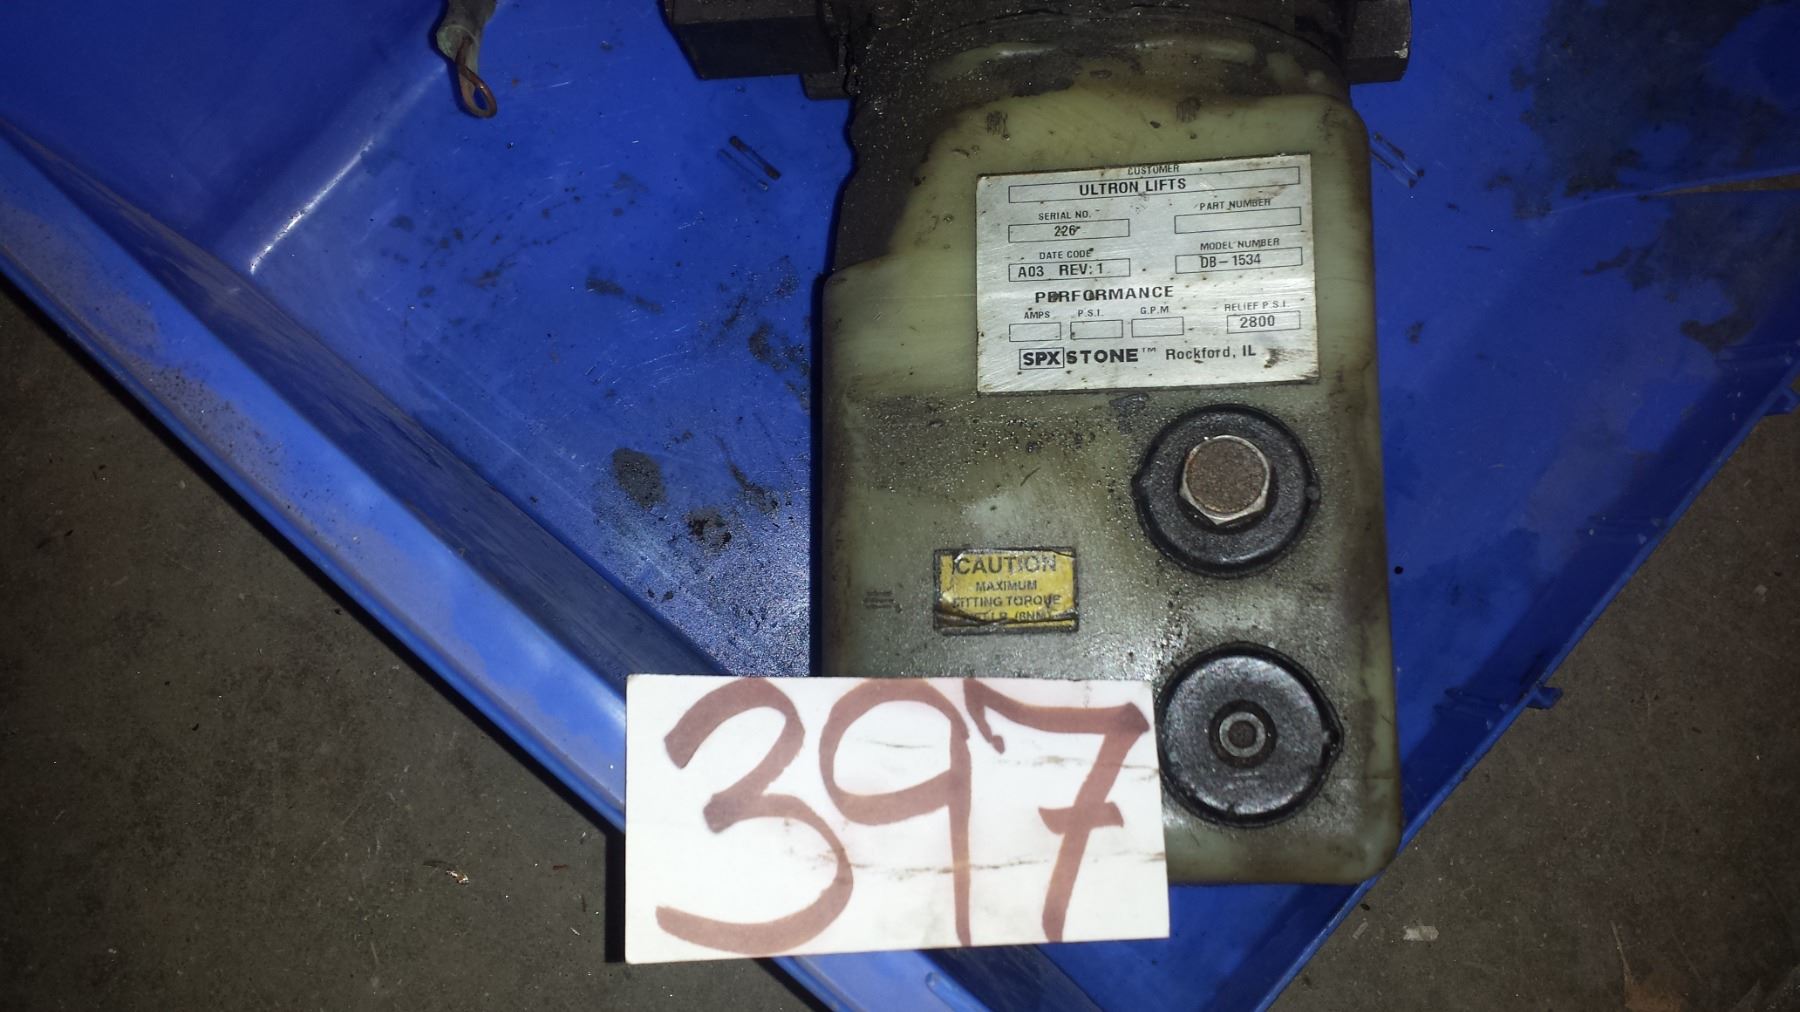 CUSTOMER
ULTRON LIFTS
SERIAL NO. PART NUMBER
226
DATE CODE MODEL NUMBER
A03 REV: 1 DB-1534
PERFORMANCE
AMPS P.S.I. G.P.M RELIEF P.S.I.
2800
SPX STONE™ Rockford, IL
CAUTION
MAXIMUM
FITTING TORQUE
(6NM)
397